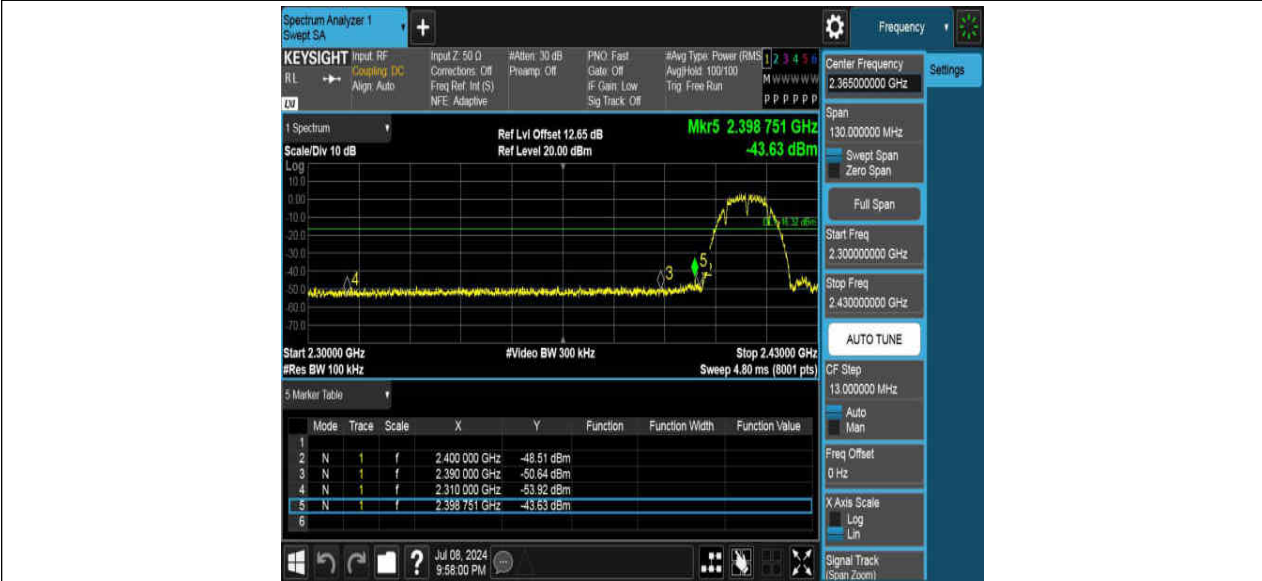 Spectrum Analyzer 1
Swept SA
+
Frequency
KEYSIGHT
RL
LXI
Input: RF
Coupling: DC
Align: Auto
Input Z: 50 Ω
Corrections: Off
Freq Ref: Int (S)
NFE: Adaptive
#Atten: 30 dB
Preamp: Off
PNO: Fast
Gate: Off
IF Gain: Low
Sig Track: Off
#Avg Type: Power (RMS
Avg|Hold: 100/100
Trig: Free Run
1 2 3 4 5 6
M W W W W W
P P P P P P
Center Frequency
2.365000000 GHz
Settings
Span
130.000000 MHz
Swept Span
Zero Span
Full Span
Start Freq
2.300000000 GHz
Stop Freq
2.430000000 GHz
AUTO TUNE
CF Step
13.000000 MHz
Auto
Man
Freq Offset
0 Hz
X Axis Scale
Log
Lin
Signal Track
(Span Zoom)
1 Spectrum
Scale/Div 10 dB
Ref Lvl Offset 12.65 dB
Ref Level 20.00 dBm
Mkr5 2.398 751 GHz
-43.63 dBm
Log
10.0
0.00
-10.0
-20.0
-30.0
-40.0
-50.0
-60.0
-70.0
4
3
5
2
Start 2.30000 GHz
#Video BW 300 kHz
Stop 2.43000 GHz
#Res BW 100 kHz
Sweep 4.80 ms (8001 pts)
5 Marker Table
Mode Trace Scale X Y Function Function Width Function Value
1
2 N 1 f 2.400 000 GHz -48.51 dBm
3 N 1 f 2.390 000 GHz -50.64 dBm
4 N 1 f 2.310 000 GHz -53.92 dBm
5 N 1 f 2.398 751 GHz -43.63 dBm
6
?
Jul 08, 2024
9:58:00 PM